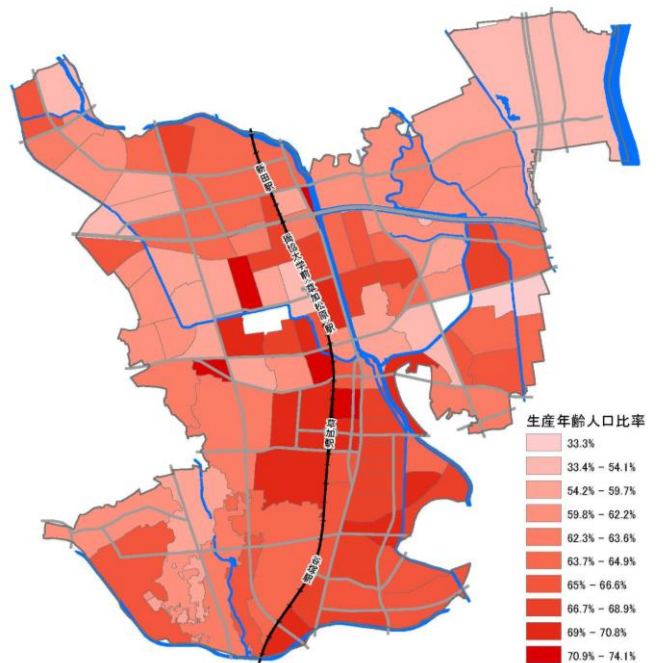 新田駅
獨協大学前〈草加松原〉駅
草加駅
谷塚駅
生産年齢人口比率
33.3%
33.4% - 54.1%
54.2% - 59.7%
59.8% - 62.2%
62.3% - 63.6%
63.7% - 64.9%
65% - 66.6%
66.7% - 68.9%
69% - 70.8%
70.9% - 74.1%